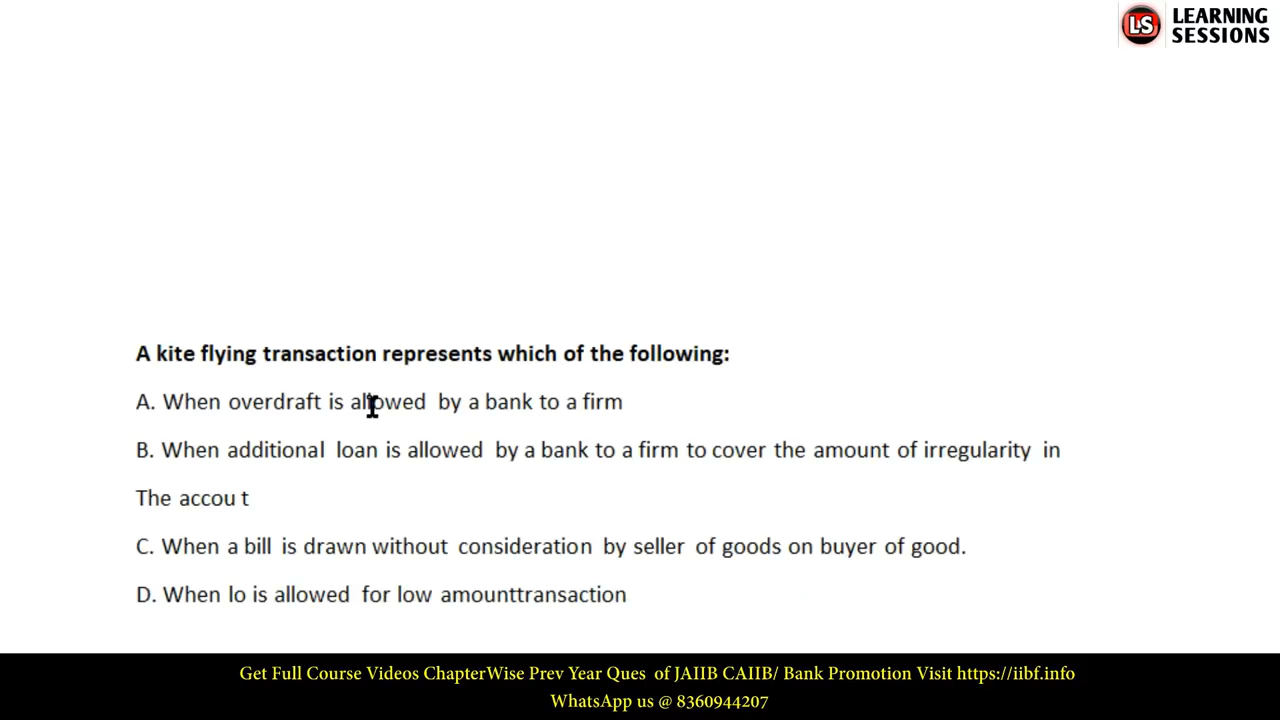 LS LEARNING
SESSIONS
A kite flying transaction represents which of the following:
A. When overdraft is allowed by a bank to a firm
B. When additional loan is allowed by a bank to a firm to cover the amount of irregularity in
The accou t
C. When a bill is drawn without consideration by seller of goods on buyer of good.
D. When lo is allowed for low amounttransaction
Get Full Course Videos ChapterWise Prev Year Ques of JAIIB CAIIB/ Bank Promotion Visit https://iibf.info
WhatsApp us @ 8360944207